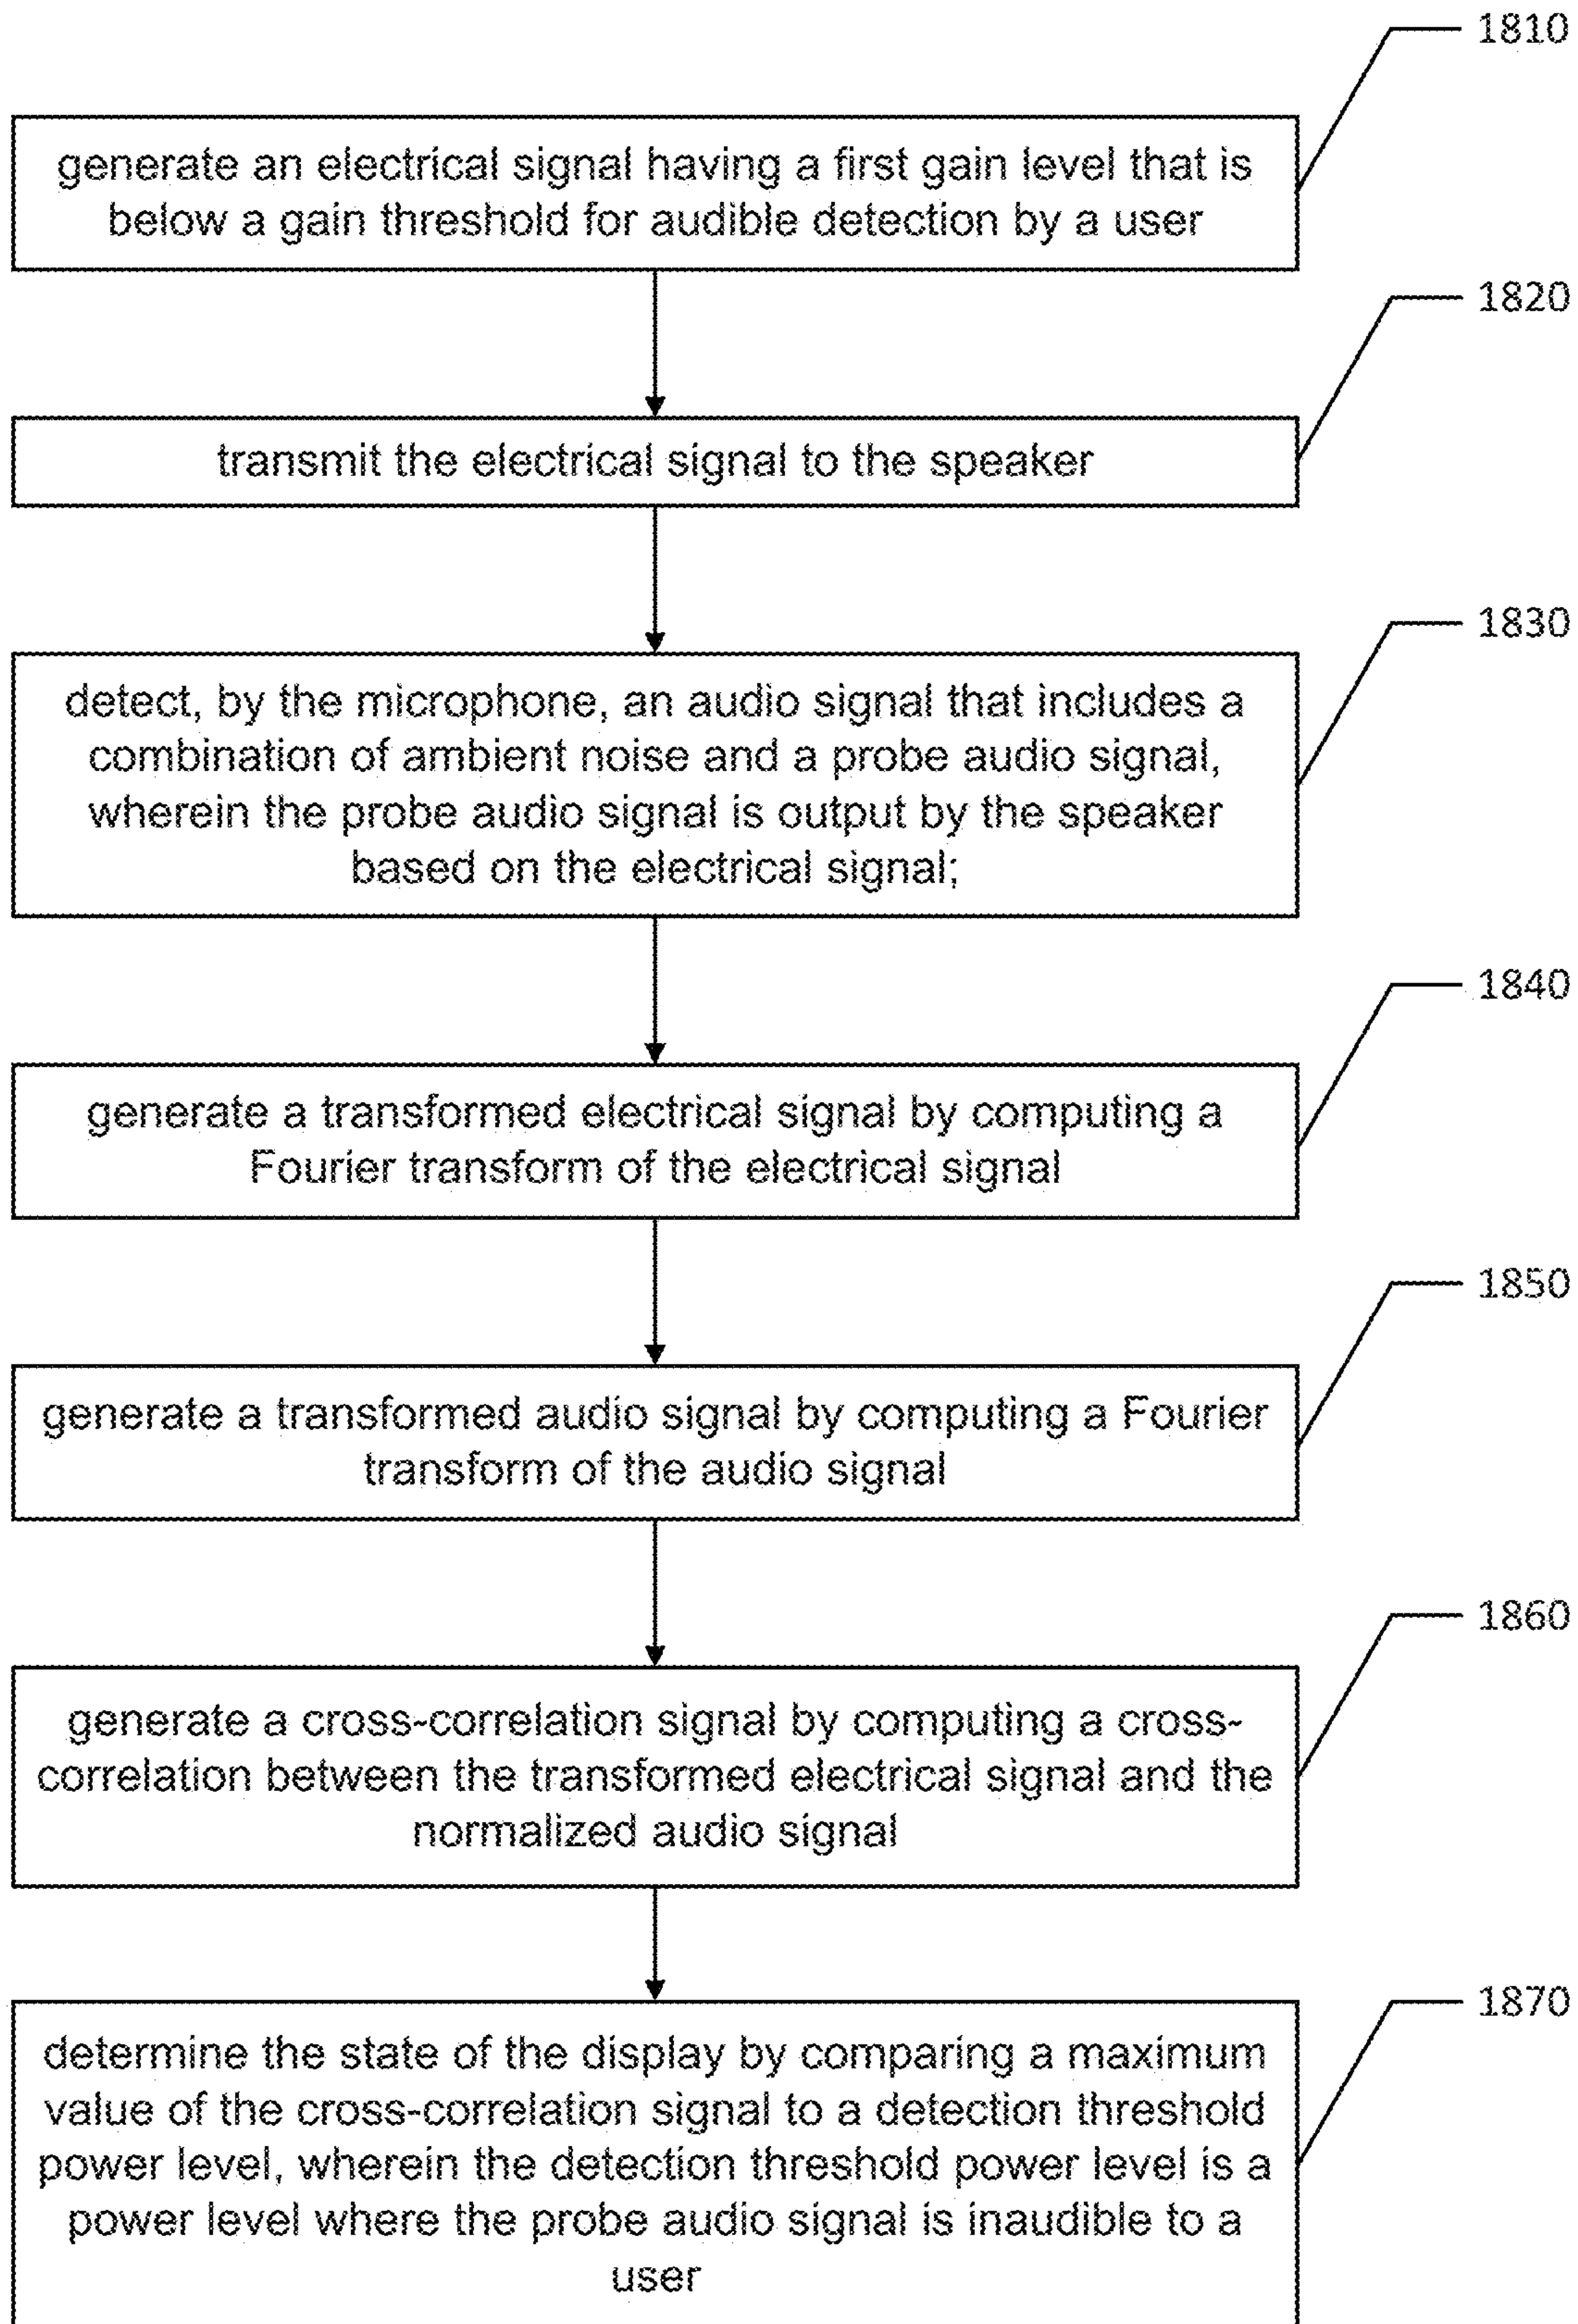 1810
generate an electrical signal having a first gain level that is
below a gain threshold for audible detection by a user
1820
transmit the electrical signal to the speaker
1830
detect, by the microphone, an audio signal that includes a
combination of ambient noise and a probe audio signal,
wherein the probe audio signal is output by the speaker
based on the electrical signal;
1840
generate a transformed electrical signal by computing a
Fourier transform of the electrical signal
1850
generate a transformed audio signal by computing a Fourier
transform of the audio signal
1860
generate a cross-correlation signal by computing a cross-
correlation between the transformed electrical signal and the
normalized audio signal
1870
determine the state of the display by comparing a maximum
value of the cross-correlation signal to a detection threshold
power level, wherein the detection threshold power level is a
power level where the probe audio signal is inaudible to a
user